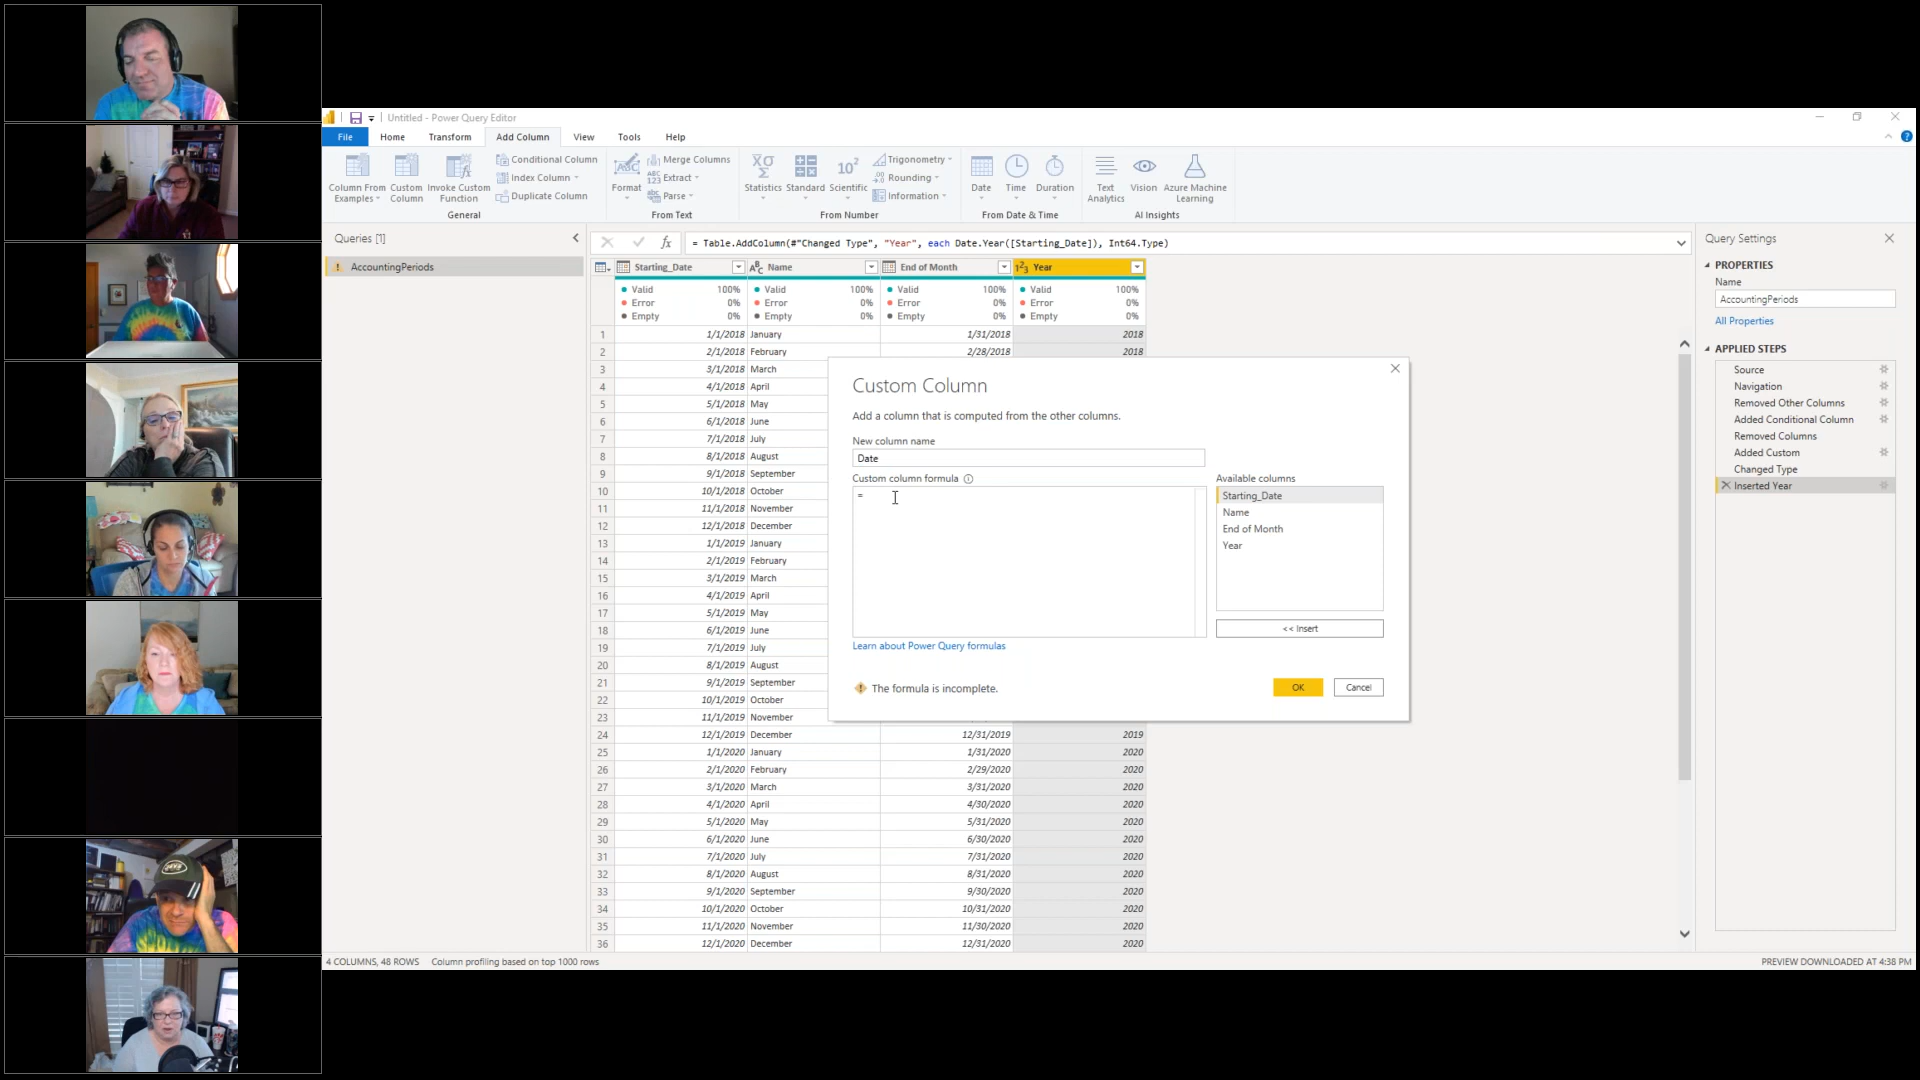 Untitled - Power Query Editor
File Home Transform Add Column View Tools Help
Column From Examples
Custom Column
Invoke Custom Function
Conditional Column
Index Column
Duplicate Column
General
Format
Merge Columns
Extract
Parse
From Text
Statistics
Standard
Scientific
Trigonometry
Rounding
Information
From Number
Date
Time
Duration
From Date & Time
Text Analytics
Vision
Azure Machine Learning
AI Insights
Queries [1]
AccountingPeriods
= Table.AddColumn(#"Changed Type", "Year", each Date.Year([Starting_Date]), Int64.Type)
Starting_Date Name End of Month Year
Valid 100% Valid 100% Valid 100% Valid 100%
Error 0% Error 0% Error 0% Error 0%
Empty 0% Empty 0% Empty 0% Empty 0%
1 1/1/2018 January 1/31/2018 2018
2 2/1/2018 February 2/28/2018 2018
3 3/1/2018 March
4 4/1/2018 April
5 5/1/2018 May
6 6/1/2018 June
7 7/1/2018 July
8 8/1/2018 August
9 9/1/2018 September
10 10/1/2018 October
11 11/1/2018 November
12 12/1/2018 December
13 1/1/2019 January
14 2/1/2019 February
15 3/1/2019 March
16 4/1/2019 April
17 5/1/2019 May
18 6/1/2019 June
19 7/1/2019 July
20 8/1/2019 August
21 9/1/2019 September
22 10/1/2019 October
23 11/1/2019 November
24 12/1/2019 December 12/31/2019 2019
25 1/1/2020 January 1/31/2020 2020
26 2/1/2020 February 2/29/2020 2020
27 3/1/2020 March 3/31/2020 2020
28 4/1/2020 April 4/30/2020 2020
29 5/1/2020 May 5/31/2020 2020
30 6/1/2020 June 6/30/2020 2020
31 7/1/2020 July 7/31/2020 2020
32 8/1/2020 August 8/31/2020 2020
33 9/1/2020 September 9/30/2020 2020
34 10/1/2020 October 10/31/2020 2020
35 11/1/2020 November 11/30/2020 2020
36 12/1/2020 December 12/31/2020 2020
Custom Column
Add a column that is computed from the other columns.
New column name
Date
Custom column formula
=
Available columns
Starting_Date
Name
End of Month
Year
<< Insert
Learn about Power Query formulas
The formula is incomplete.
OK Cancel
Query Settings
PROPERTIES
Name
AccountingPeriods
All Properties
APPLIED STEPS
Source
Navigation
Removed Other Columns
Added Conditional Column
Removed Columns
Added Custom
Changed Type
Inserted Year
4 COLUMNS, 48 ROWS Column profiling based on top 1000 rows
PREVIEW DOWNLOADED AT 4:38 PM